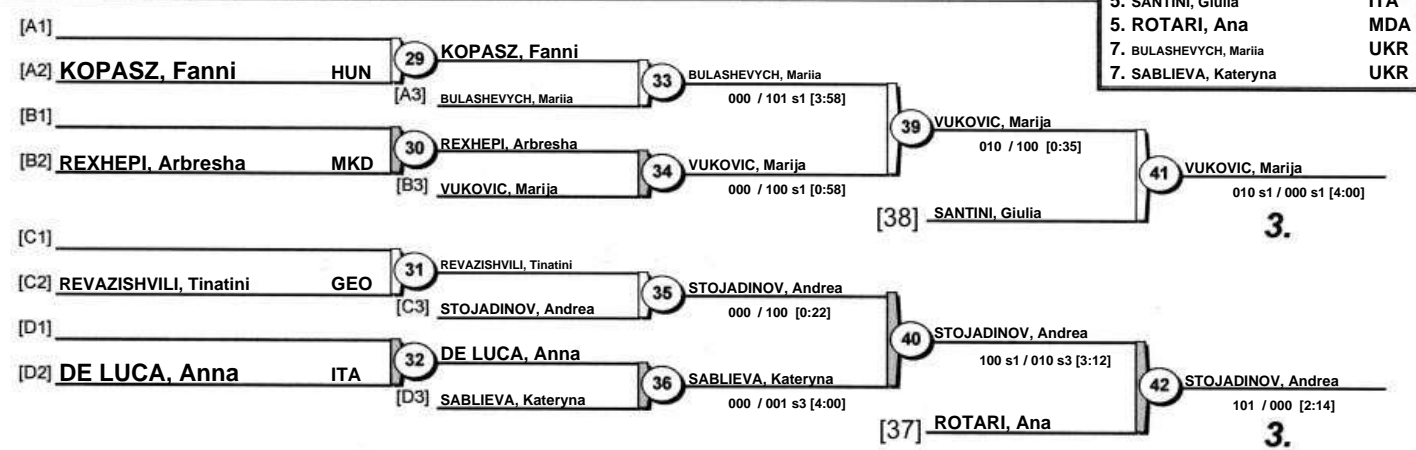 5. SANTINI, Giulia ITA
5. ROTARI, Ana MDA
7. BULASHEVYCH, Mariia UKR
7. SABLIEVA, Kateryna UKR
[A1]
[A2] KOPASZ, Fanni HUN
29
KOPASZ, Fanni
[A3] BULASHEVYCH, Mariia
33
BULASHEVYCH, Mariia
000 / 101 s1 [3:58]
[B1]
[B2] REXHEPI, Arbresha MKD
30
REXHEPI, Arbresha
[B3] VUKOVIC, Marija
34
VUKOVIC, Marija
000 / 100 s1 [0:58]
39
VUKOVIC, Marija
010 / 100 [0:35]
[38] SANTINI, Giulia
41
VUKOVIC, Marija
010 s1 / 000 s1 [4:00]
3.
[C1]
[C2] REVAZISHVILI, Tinatini GEO
31
REVAZISHVILI, Tinatini
[C3] STOJADINOV, Andrea
35
STOJADINOV, Andrea
000 / 100 [0:22]
[D1]
[D2] DE LUCA, Anna ITA
32
DE LUCA, Anna
[D3] SABLIEVA, Kateryna
36
SABLIEVA, Kateryna
000 / 001 s3 [4:00]
40
STOJADINOV, Andrea
100 s1 / 010 s3 [3:12]
[37] ROTARI, Ana
42
STOJADINOV, Andrea
101 / 000 [2:14]
3.